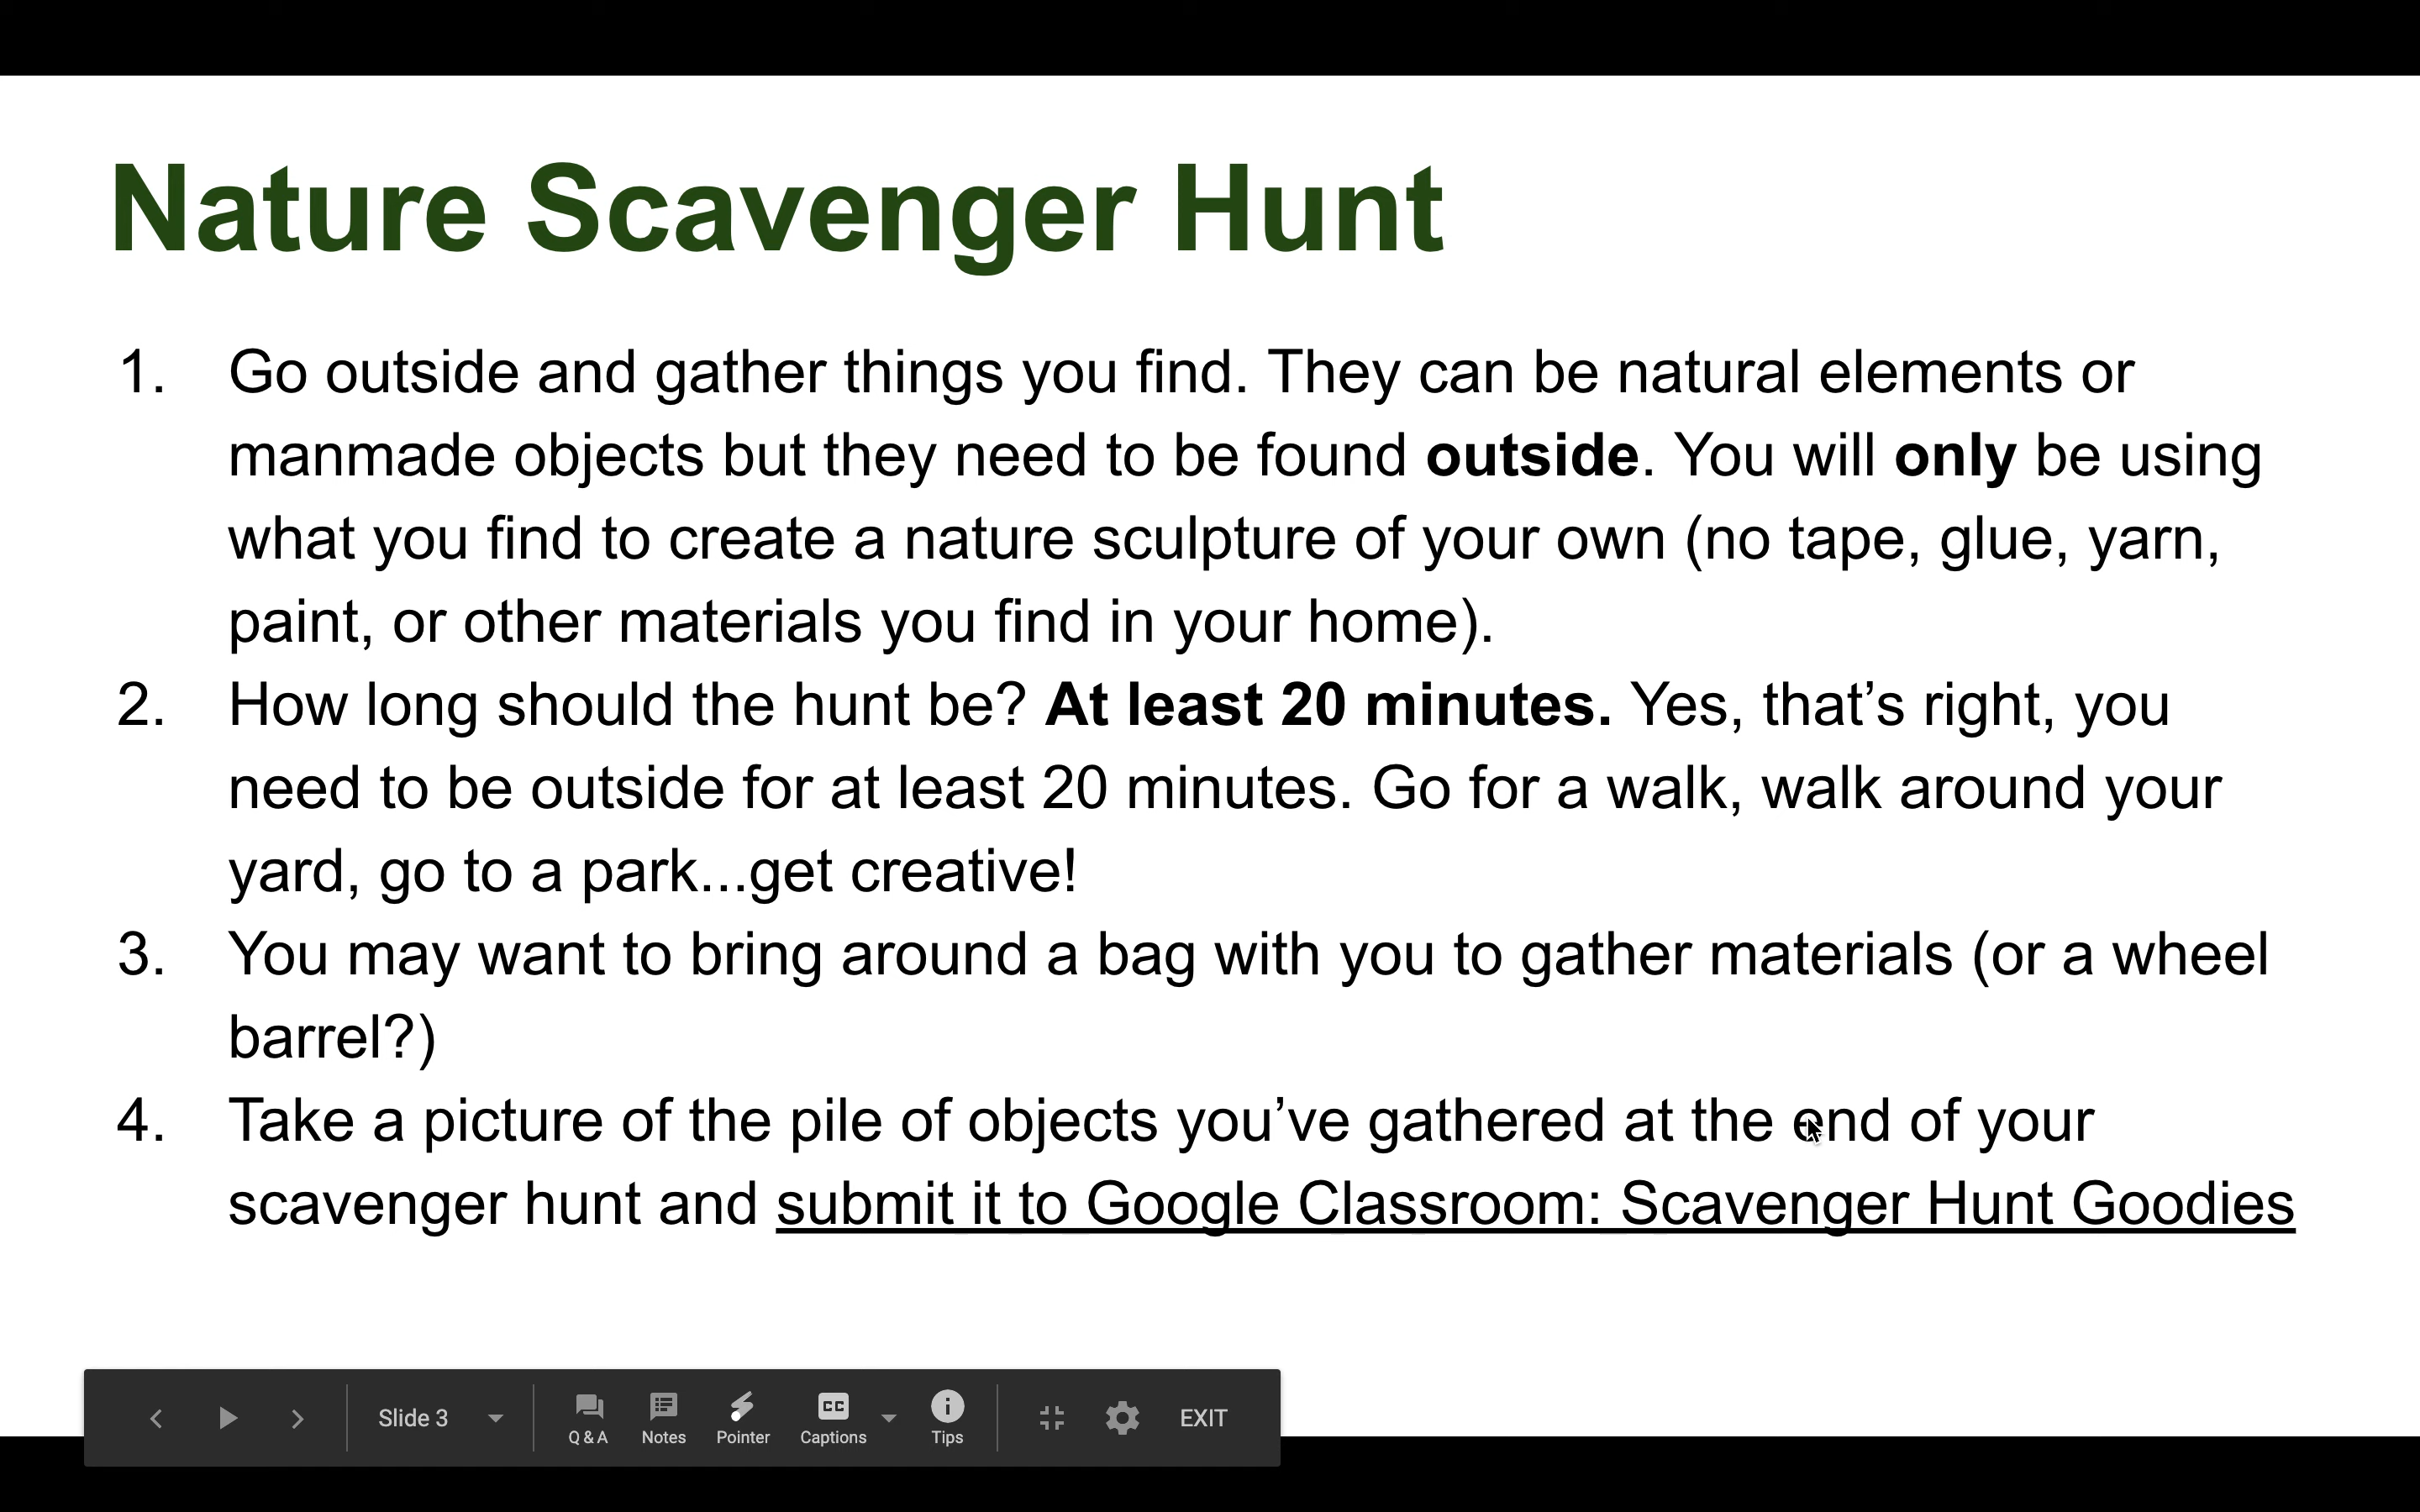 Nature Scavenger Hunt
1. Go outside and gather things you find. They can be natural elements or
manmade objects but they need to be found outside. You will only be using
what you find to create a nature sculpture of your own (no tape, glue, yarn,
paint, or other materials you find in your home).
2. How long should the hunt be? At least 20 minutes. Yes, that’s right, you
need to be outside for at least 20 minutes. Go for a walk, walk around your
yard, go to a park...get creative!
3. You may want to bring around a bag with you to gather materials (or a wheel
barrel?)
4. Take a picture of the pile of objects you’ve gathered at the end of your
scavenger hunt and submit it to Google Classroom: Scavenger Hunt Goodies
Slide 3
Q & A
Notes
Pointer
CC
Captions
Tips
EXIT